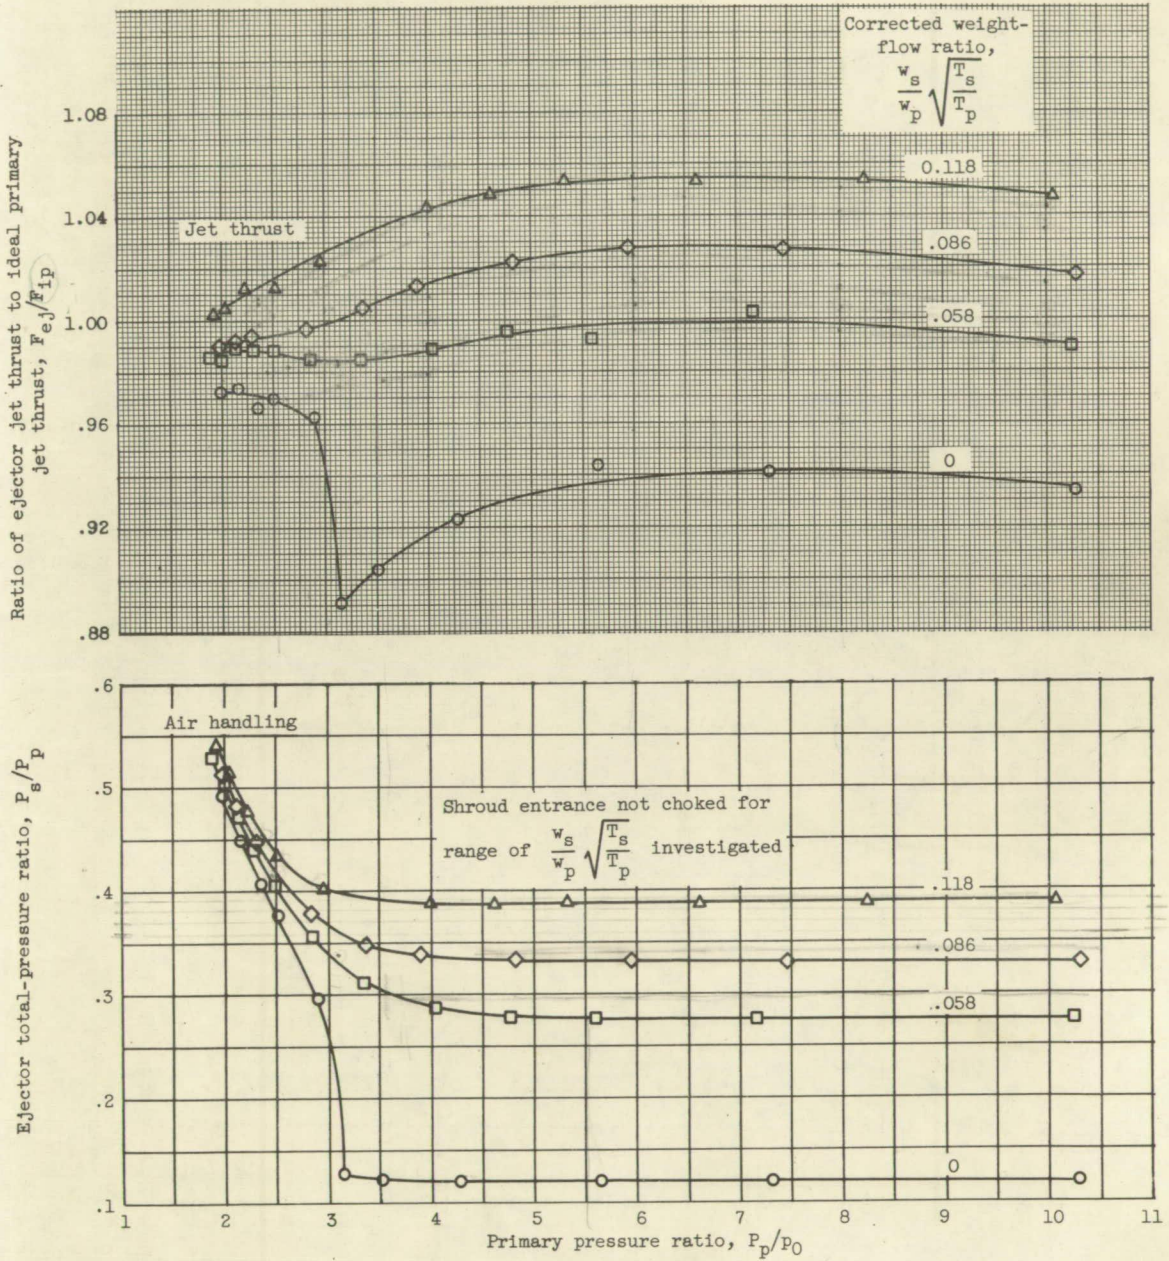 Corrected weight-
flow ratio,
w_s/w_p √(T_s/T_p)
Ratio of ejector jet thrust to ideal primary
jet thrust, F_ej/F_ip
1.08
1.04
1.00
.96
.92
.88
Jet thrust
0.118
.086
.058
0
Ejector total-pressure ratio, P_s/P_p
.6
.5
.4
.3
.2
.1
Air handling
Shroud entrance not choked for
range of w_s/w_p √(T_s/T_p) investigated
.118
.086
.058
0
1 2 3 4 5 6 7 8 9 10 11
Primary pressure ratio, P_p/p_0